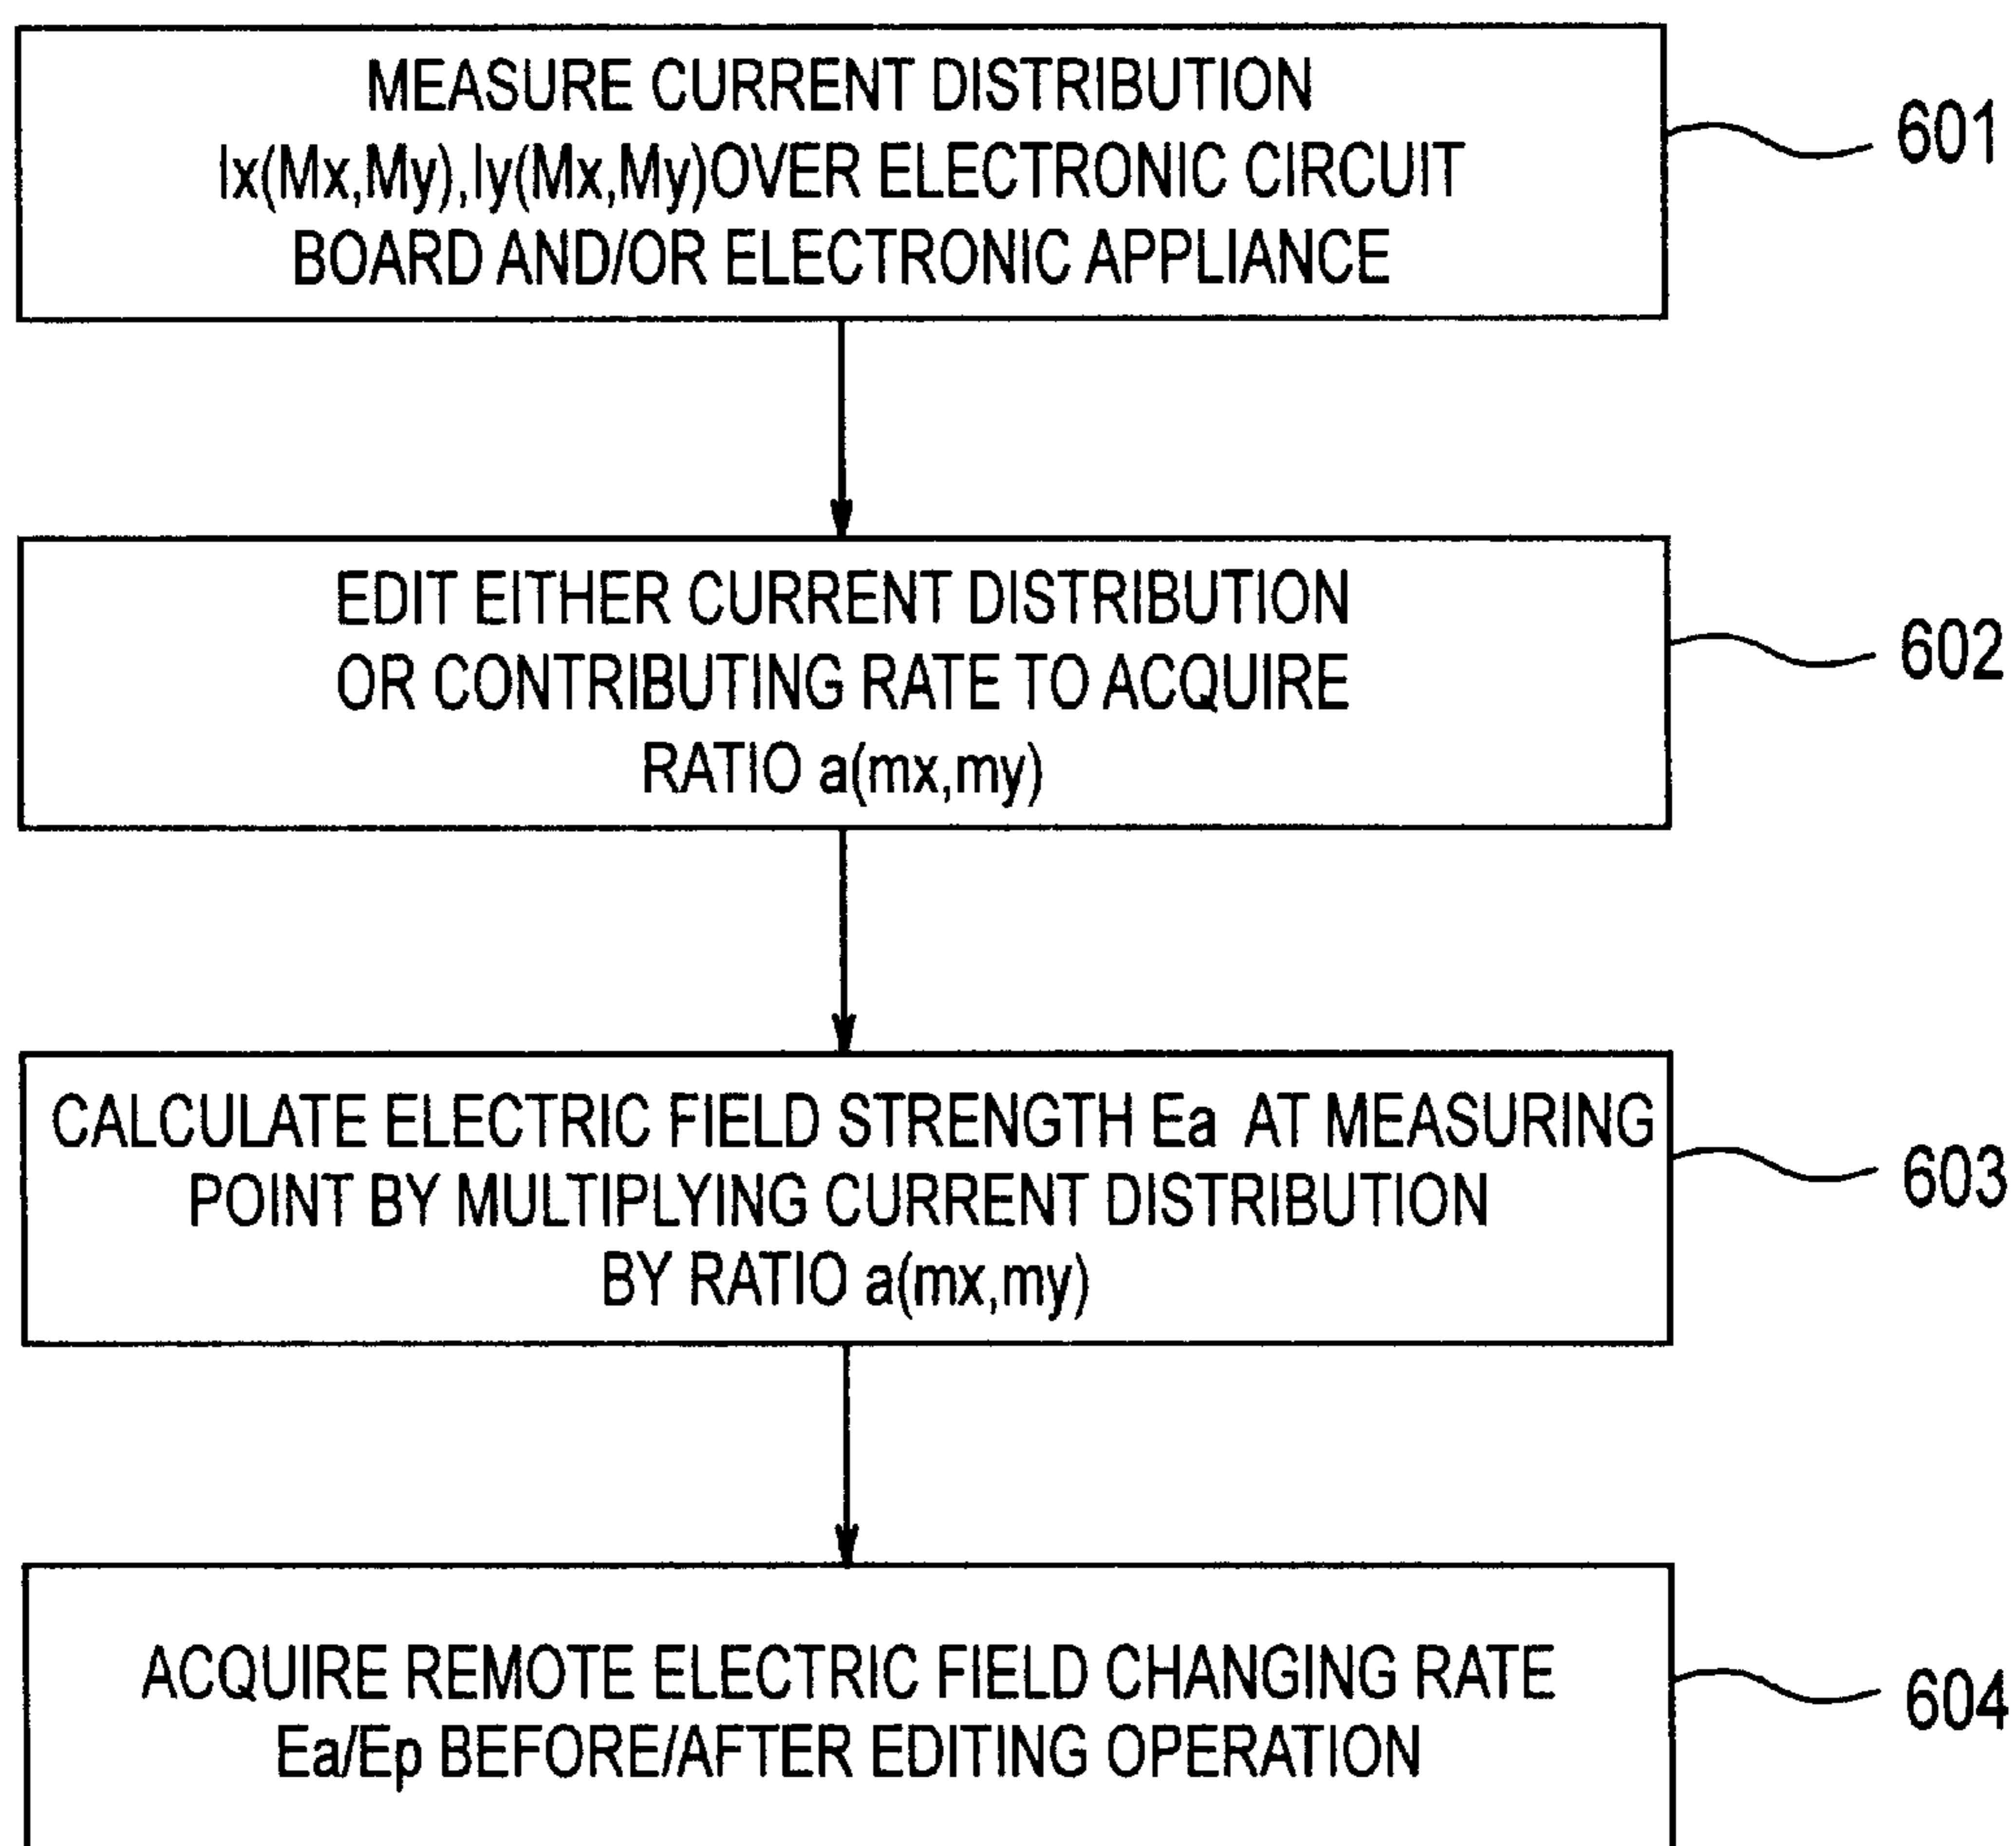 MEASURE CURRENT DISTRIBUTION
Ix(Mx,My),Iy(Mx,My)OVER ELECTRONIC CIRCUIT
BOARD AND/OR ELECTRONIC APPLIANCE
601
EDIT EITHER CURRENT DISTRIBUTION
OR CONTRIBUTING RATE TO ACQUIRE
RATIO a(mx,my)
602
CALCULATE ELECTRIC FIELD STRENGTH Ea AT MEASURING
POINT BY MULTIPLYING CURRENT DISTRIBUTION
BY RATIO a(mx,my)
603
ACQUIRE REMOTE ELECTRIC FIELD CHANGING RATE
Ea/Ep BEFORE/AFTER EDITING OPERATION
604